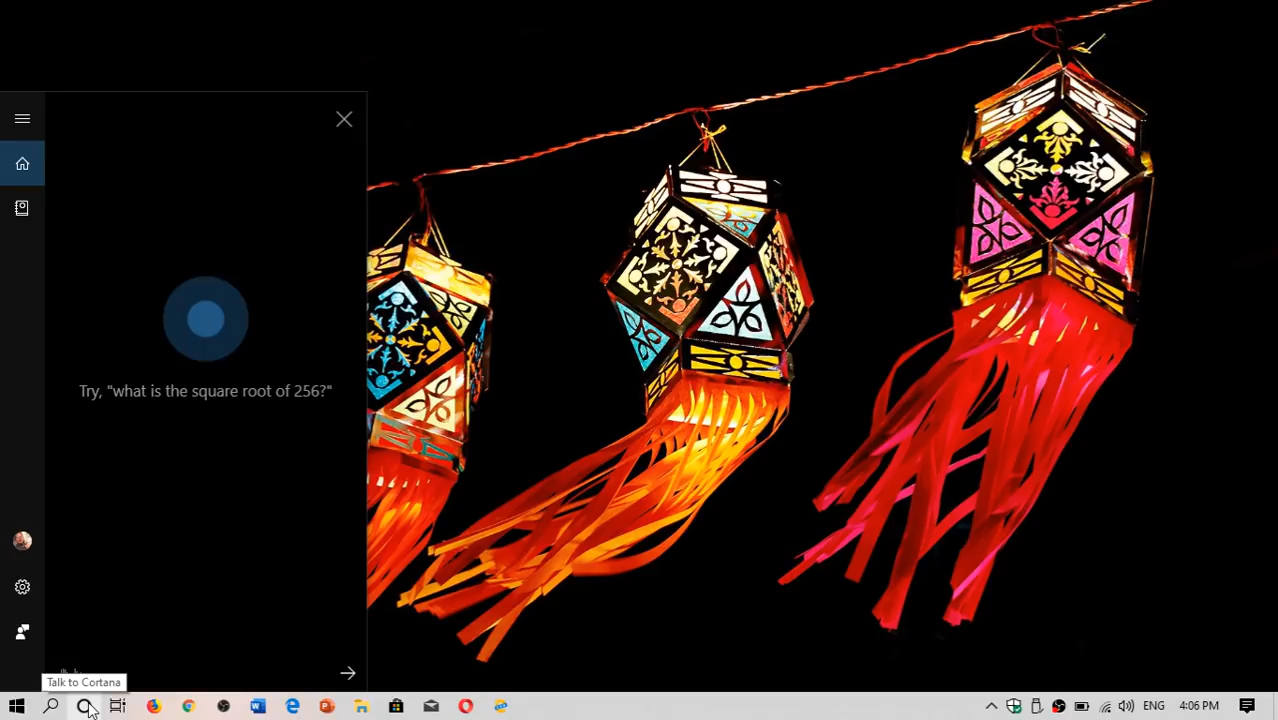 Try, "what is the square root of 256?"
Talk to Cortana
ENG
4:06 PM